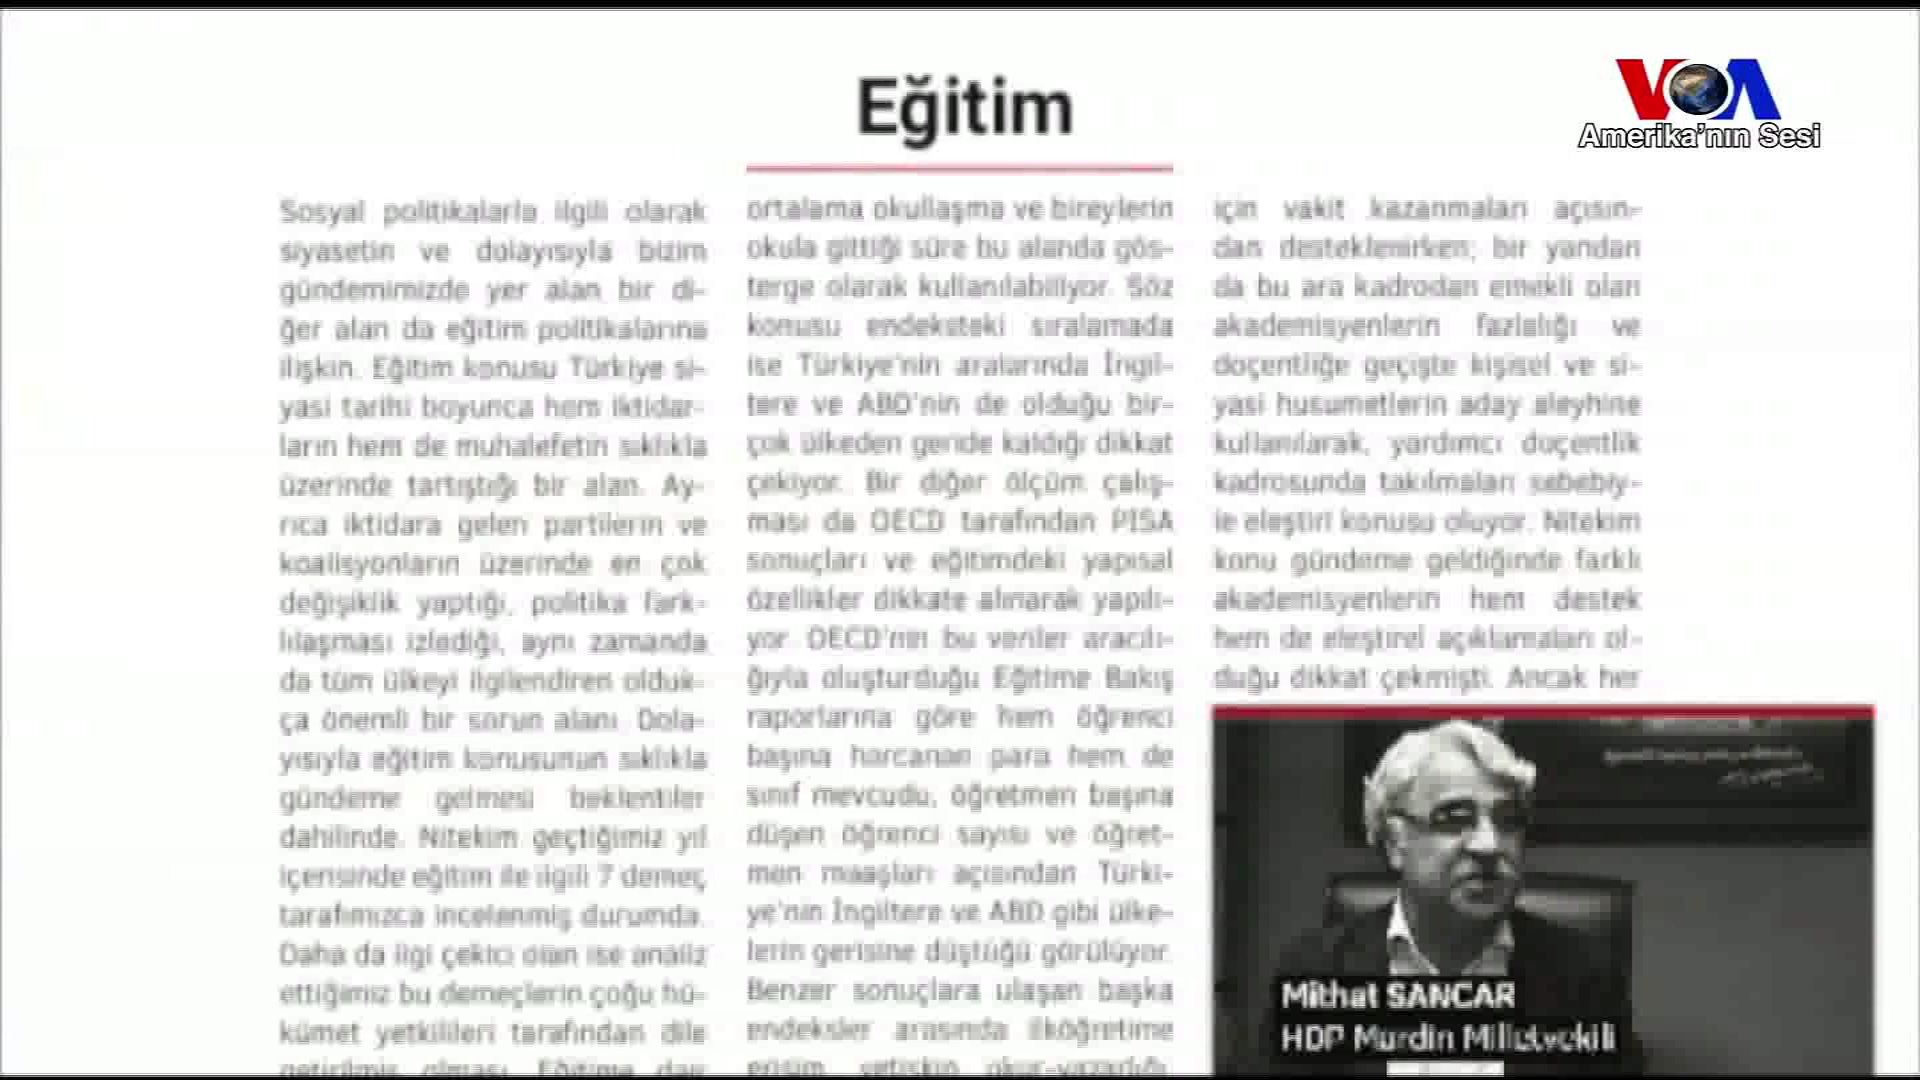 Eğitim
VOA
Amerika'nın Sesi
Sosyal politikalarla ilgili olarak
siyasetin ve dolayısıyla bizim
gündemimizde yer alan bir di-
ğer alan da eğitim politikalarına
ilişkin. Eğitim konusu Türkiye si-
yasi tarihi boyunca hem iktidar-
ların hem de muhalefetin sıklıkla
üzerinde tartıştığı bir alan. Ay-
rıca iktidara gelen partilerin ve
koalisyonların üzerinde en çok
değişiklik yaptığı, politika fark-
lılaşması izlediği, aynı zamanda
da tüm ülkeyi ilgilendiren olduk-
ça önemli bir sorun alanı. Dola-
yısıyla eğitim konusunun sıklıkla
gündeme gelmesi beklentiler
dahilinde. Nitekim geçtiğimiz yıl
içerisinde eğitim ile ilgili 7 demeç
tarafımızca incelenmiş durumda.
Daha da ilgi çekici olan ise analiz
ettiğimiz bu demeçlerin çoğu hü-
kümet yetkilileri tarafından dile
getirilmiş olması. Eğitime dair
ortalama okullaşma ve bireylerin
okula gittiği süre bu alanda gös-
terge olarak kullanılabiliyor. Söz
konusu endeksteki sıralamada
ise Türkiye'nin aralarında İngil-
tere ve ABD'nin de olduğu bir-
çok ülkeden geride kaldığı dikkat
çekiyor. Bir diğer ölçüm çalış-
ması da OECD tarafından PISA
sonuçları ve eğitimdeki yapısal
özellikler dikkate alınarak yapılı-
yor. OECD'nin bu veriler aracılı-
ğıyla oluşturduğu Eğitime Bakış
raporlarına göre hem öğrenci
başına harcanan para hem de
sınıf mevcudu, öğretmen başına
düşen öğrenci sayısı ve öğret-
men maaşları açısından Türki-
ye'nin İngiltere ve ABD gibi ülke-
lerin gerisine düştüğü görülüyor.
Benzer sonuçlara ulaşan başka
endeksler arasında ilköğretime
erişim, yetişkin okur-yazarlığı,
için vakit kazanmaları açısın-
dan desteklenirken; bir yandan
da bu ara kadrodan emekli olan
akademisyenlerin fazlalığı ve
doçentliğe geçişte kişisel ve si-
yasi husumetlerin aday aleyhine
kullanılarak, yardımcı doçentlik
kadrosunda takılmaları sebebiy-
le eleştiri konusu oluyor. Nitekim
konu gündeme geldiğinde farklı
akademisyenlerin hem destek
hem de eleştirel açıklamaları ol-
duğu dikkat çekmişti. Ancak her
Mithat SANCAR
HDP Mardin Milletvekili